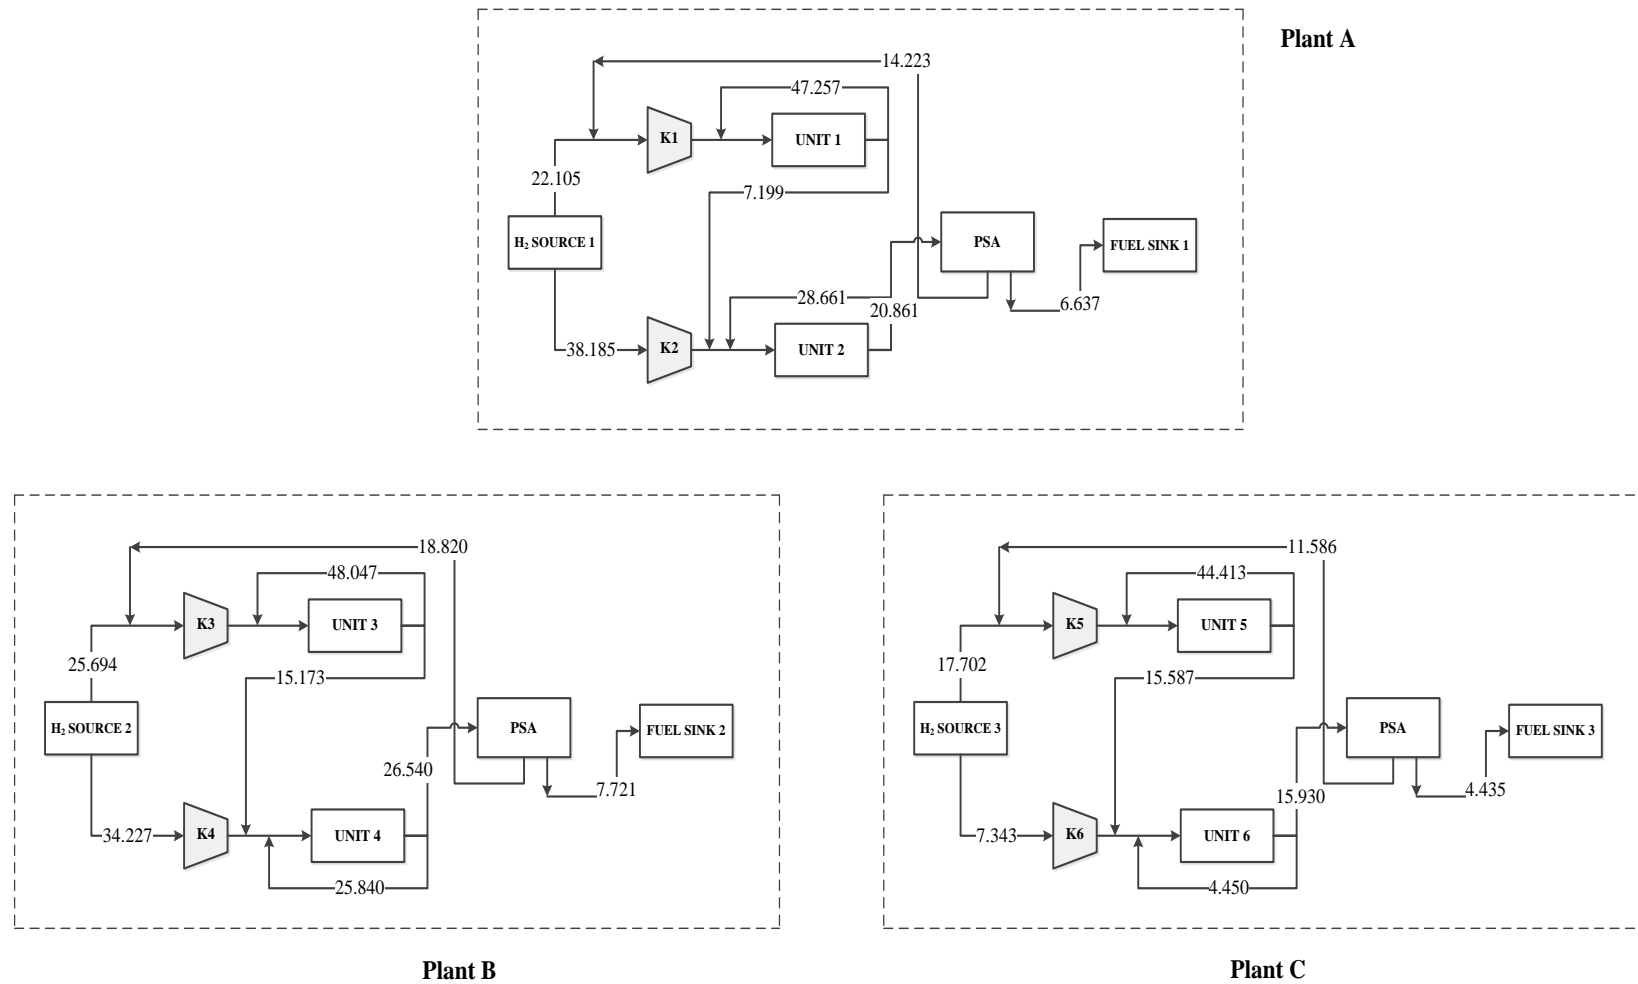 Plant A
14.223
47.257
K1
UNIT 1
22.105
7.199
H₂ SOURCE 1
PSA
FUEL SINK 1
28.661
20.861
6.637
38.185
K2
UNIT 2
18.820
48.047
K3
UNIT 3
25.694
15.173
H₂ SOURCE 2
PSA
FUEL SINK 2
26.540
7.721
34.227
K4
UNIT 4
25.840
Plant B
11.586
44.413
K5
UNIT 5
17.702
15.587
H₂ SOURCE 3
PSA
FUEL SINK 3
15.930
4.435
7.343
K6
UNIT 6
4.450
Plant C